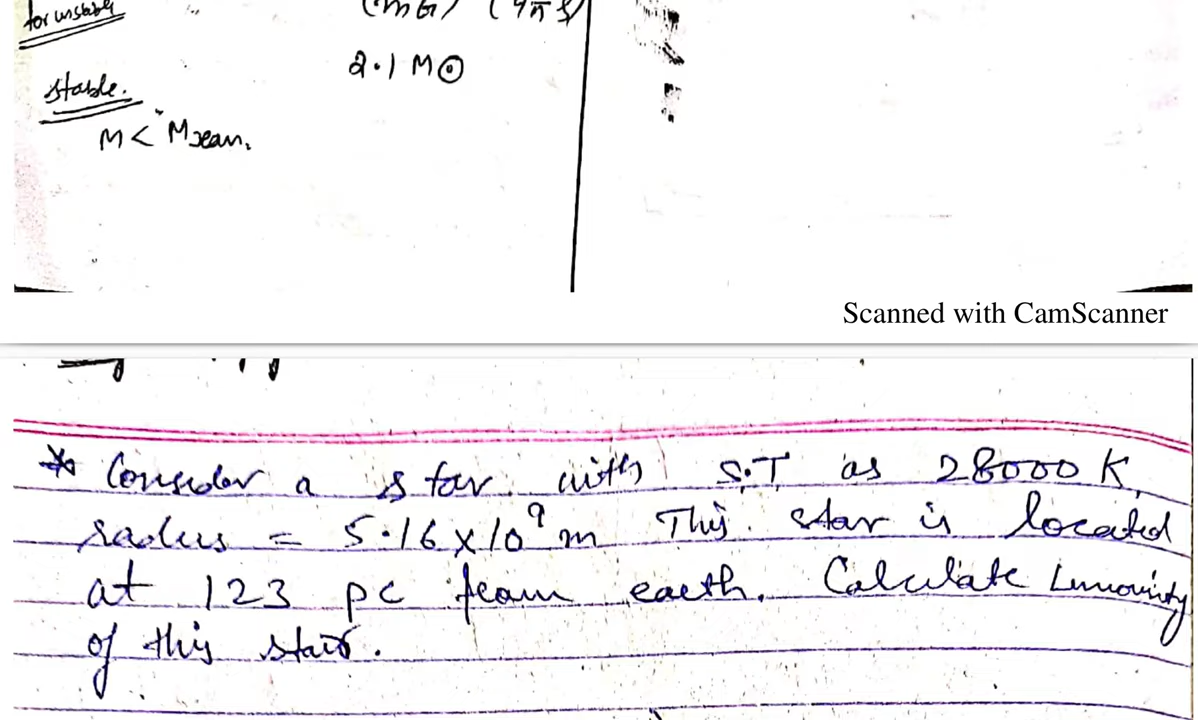 for unstable
2.1 M⊙
stable.
M < Mjean.
Scanned with CamScanner
* Consider a star with S.T as 28000 K,
radius = 5.16 × 10⁹ m This star is located
at 123 pc from earth. Calculate Lumosity
of this star.